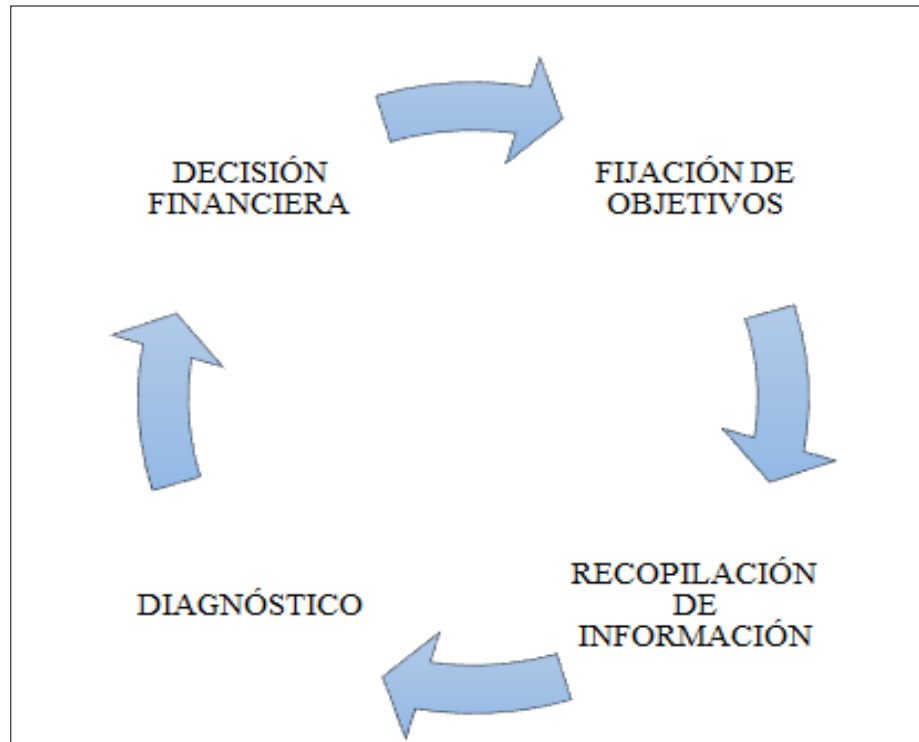 DECISIÓN
FINANCIERA
FIJACIÓN DE
OBJETIVOS
RECOPILACIÓN
DE
INFORMACIÓN
DIAGNÓSTICO